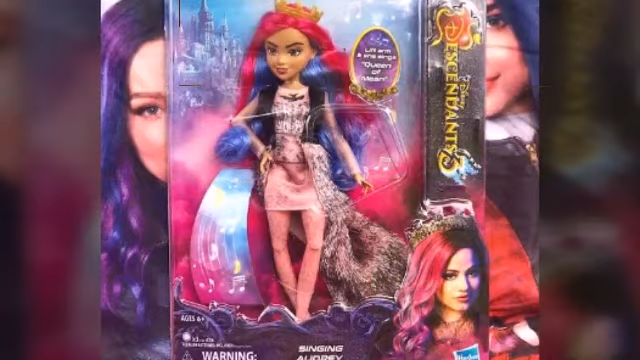 Lift arm
& she sings
"Queen
of
Mean!"
Disney
DESCENDANTS 3
AGES 6+
WARNING:
SINGING
AUDREY
Hasbro